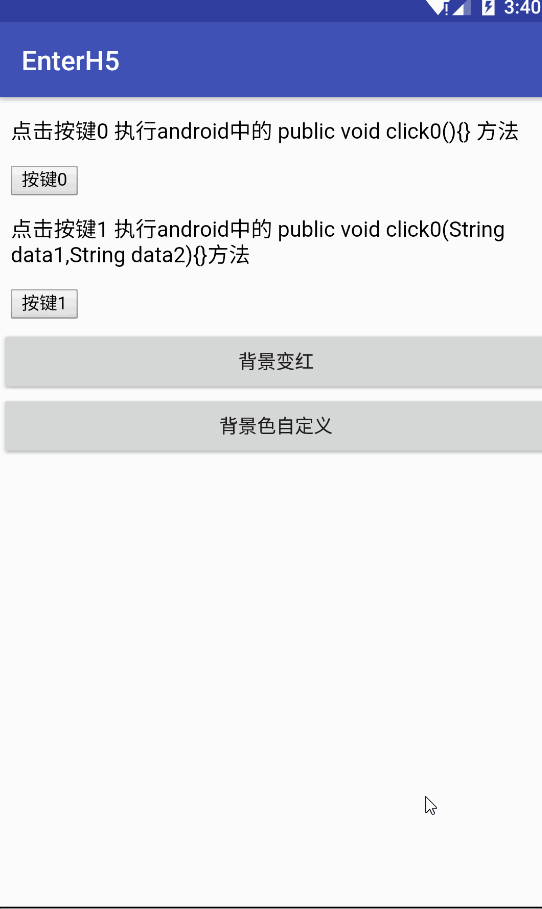 3:40
EnterH5
点击按键0 执行android中的 public void click0(){} 方法
按键0
点击按键1 执行android中的 public void click0(String
data1,String data2){}方法
按键1
背景变红
背景色自定义